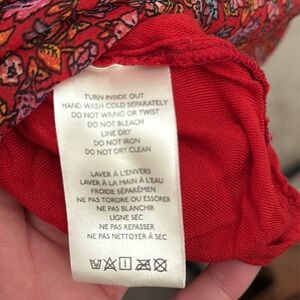 TURN INSIDE OUT
HAND WASH COLD SEPARATELY
DO NOT WRING OR TWIST
DO NOT BLEACH
LINE DRY
DO NOT IRON
DO NOT DRY CLEAN
LAVER À L'ENVERS
LAVER À LA MAIN À L'EAU
FROIDE SÉPARÉMEN
NE PAS TORDRE OU ESSORER
NE PAS BLANCHIR
LIGNE SEC
NE PAS REPASSER
NE PAS NETTOYER À SEC